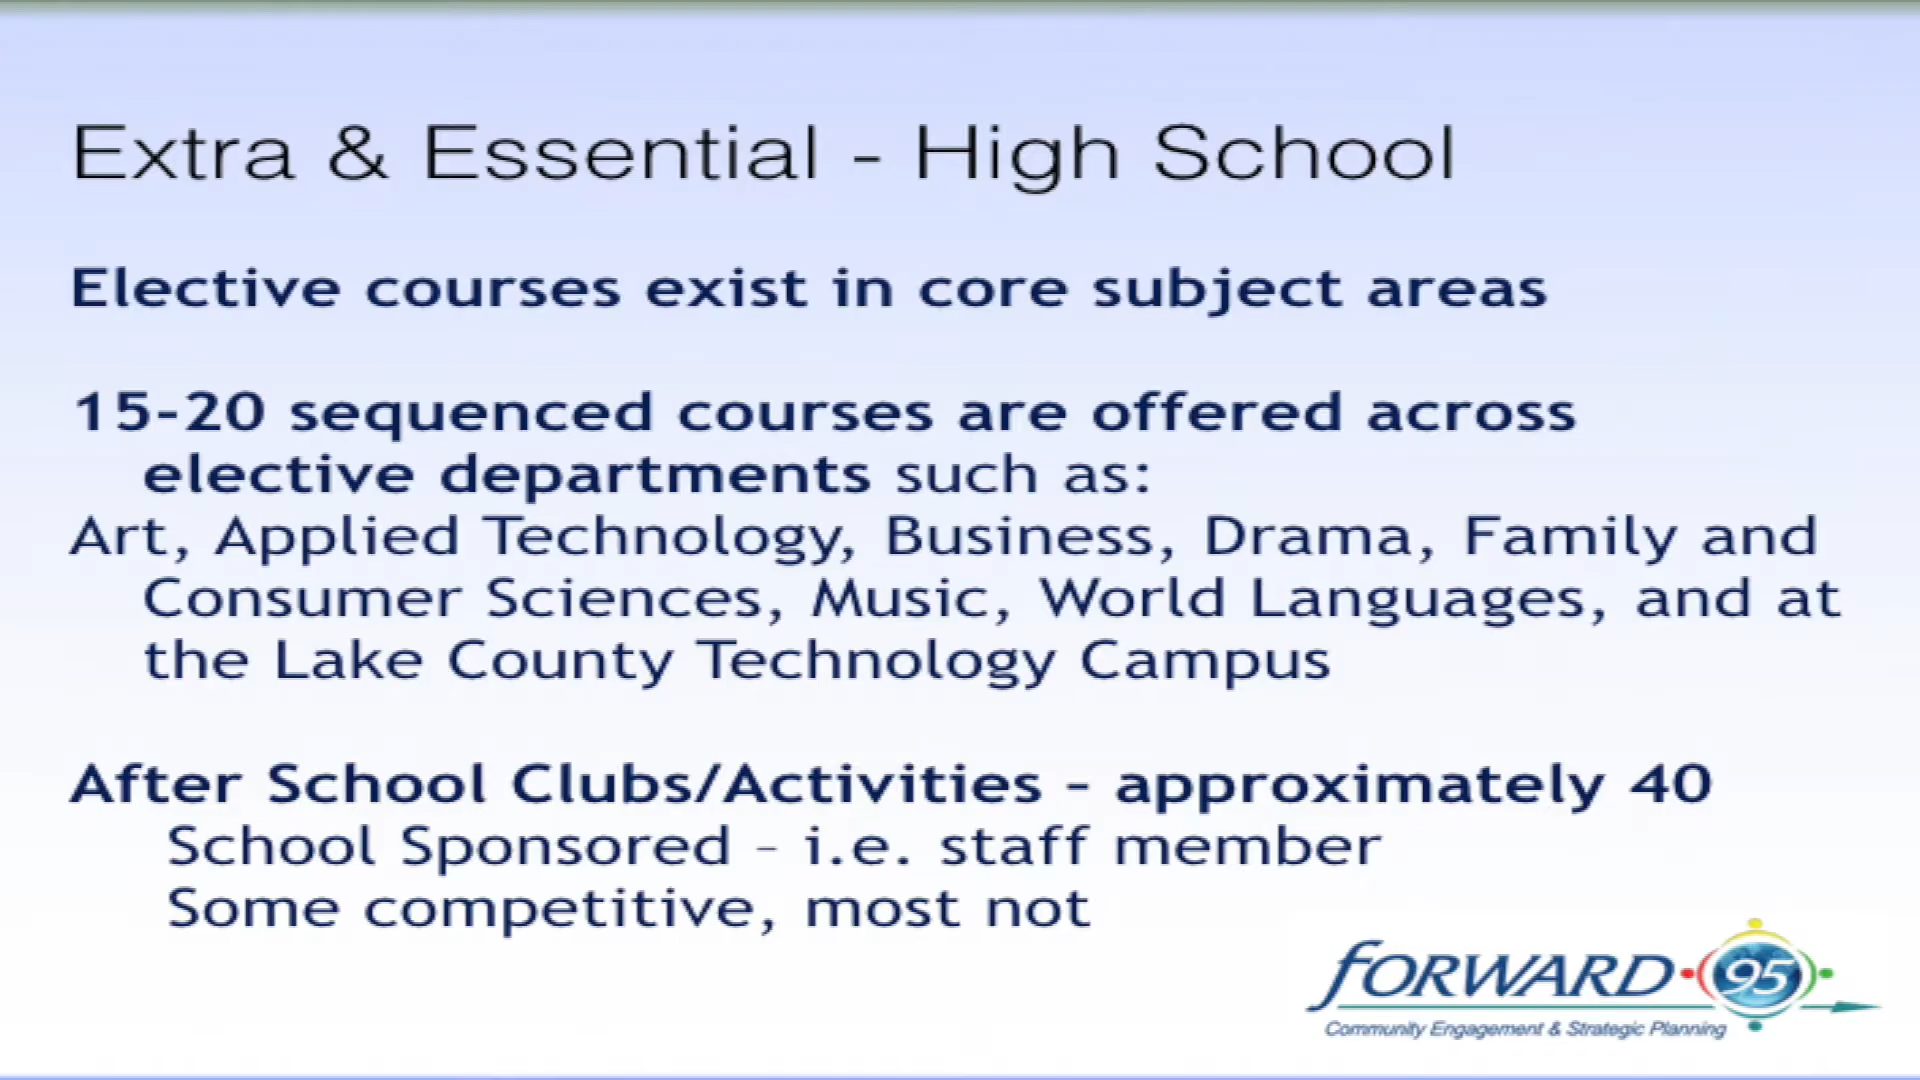 Extra & Essential - High School
Elective courses exist in core subject areas
15-20 sequenced courses are offered across
elective departments such as:
Art, Applied Technology, Business, Drama, Family and
Consumer Sciences, Music, World Languages, and at
the Lake County Technology Campus
After School Clubs/Activities - approximately 40
School Sponsored - i.e. staff member
Some competitive, most not
fORWARD 95
Community Engagement & Strategic Planning